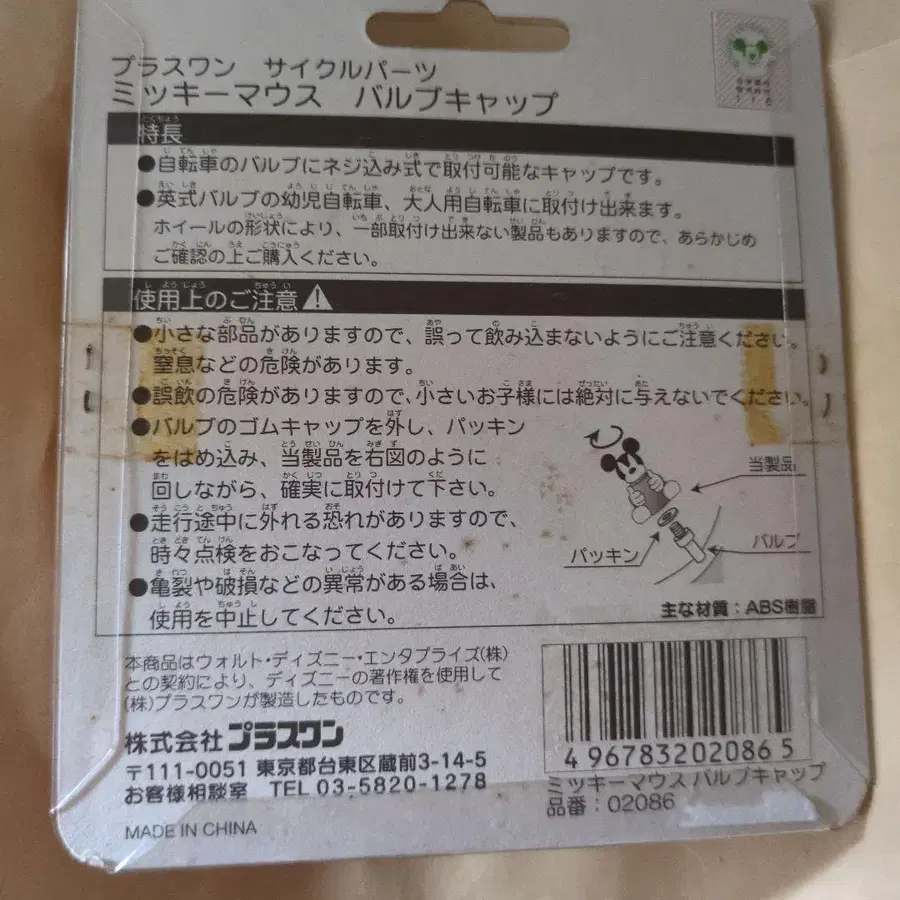 プラスワン サイクルパーツ
ミッキーマウス バルブキャップ
特長
●自転車のバルブにネジ込み式で取付可能なキャップです。
●英式バルブの幼児自転車、大人用自転車に取付け出来ます。
ホイールの形状により、一部取付け出来ない製品もありますので、あらかじめ
ご確認の上ご購入ください。
使用上のご注意
●小さな部品がありますので、誤って飲み込まないようにご注意ください。
窒息などの危険があります。
●誤飲の危険がありますので、小さいお子様には絶対に与えないでください。
●バルブのゴムキャップを外し、パッキン
をはめ込み、当製品を右図のように
回しながら、確実に取付けて下さい。
●走行途中に外れる恐れがありますので、
時々点検をおこなってください。
●亀裂や破損などの異常がある場合は、
使用を中止してください。
当製品
パッキン
バルブ
主な材質：ABS樹脂
本商品はウォルト・ディズニー・エンタプライズ(株)
との契約により、ディズニーの著作権を使用して
(株)プラスワンが製造したものです。
株式会社 プラスワン
〒111-0051 東京都台東区蔵前3-14-5
お客様相談室 TEL 03-5820-1278
MADE IN CHINA
4 967832 020865
ミッキーマウス バルブキャップ
品番：02086